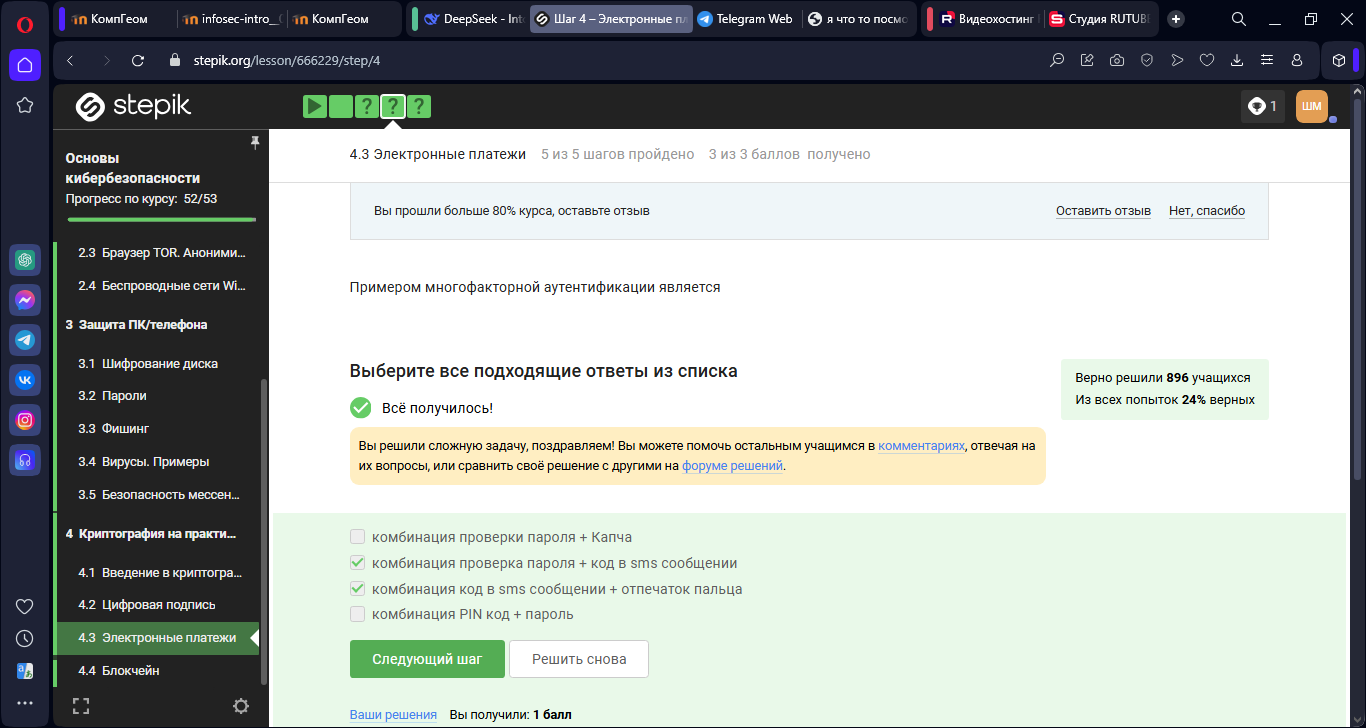 КомпГеом
infosec-intro__(
КомпГеом
DeepSeek - Int
Шаг 4 – Электронные пл
Telegram Web
я что то посмо
Видеохостинг
Студия RUTUBE
stepik.org/lesson/666229/step/4
stepik
? ? ?
1
ШМ
Основы
кибербезопасности
Прогресс по курсу: 52/53
2.3 Браузер TOR. Аноними...
2.4 Беспроводные сети Wi...
3 Защита ПК/телефона
3.1 Шифрование диска
3.2 Пароли
3.3 Фишинг
3.4 Вирусы. Примеры
3.5 Безопасность мессен...
4 Криптография на практи...
4.1 Введение в криптогра...
4.2 Цифровая подпись
4.3 Электронные платежи
4.4 Блокчейн
4.3 Электронные платежи 5 из 5 шагов пройдено 3 из 3 баллов получено
Вы прошли больше 80% курса, оставьте отзыв
Оставить отзыв Нет, спасибо
Примером многофакторной аутентификации является
Выберите все подходящие ответы из списка
Верно решили 896 учащихся
Из всех попыток 24% верных
Всё получилось!
Вы решили сложную задачу, поздравляем! Вы можете помочь остальным учащимся в комментариях, отвечая на
их вопросы, или сравнить своё решение с другими на форуме решений.
комбинация проверки пароля + Капча
комбинация проверка пароля + код в sms сообщении
комбинация код в sms сообщении + отпечаток пальца
комбинация PIN код + пароль
Следующий шаг
Решить снова
Ваши решения Вы получили: 1 балл